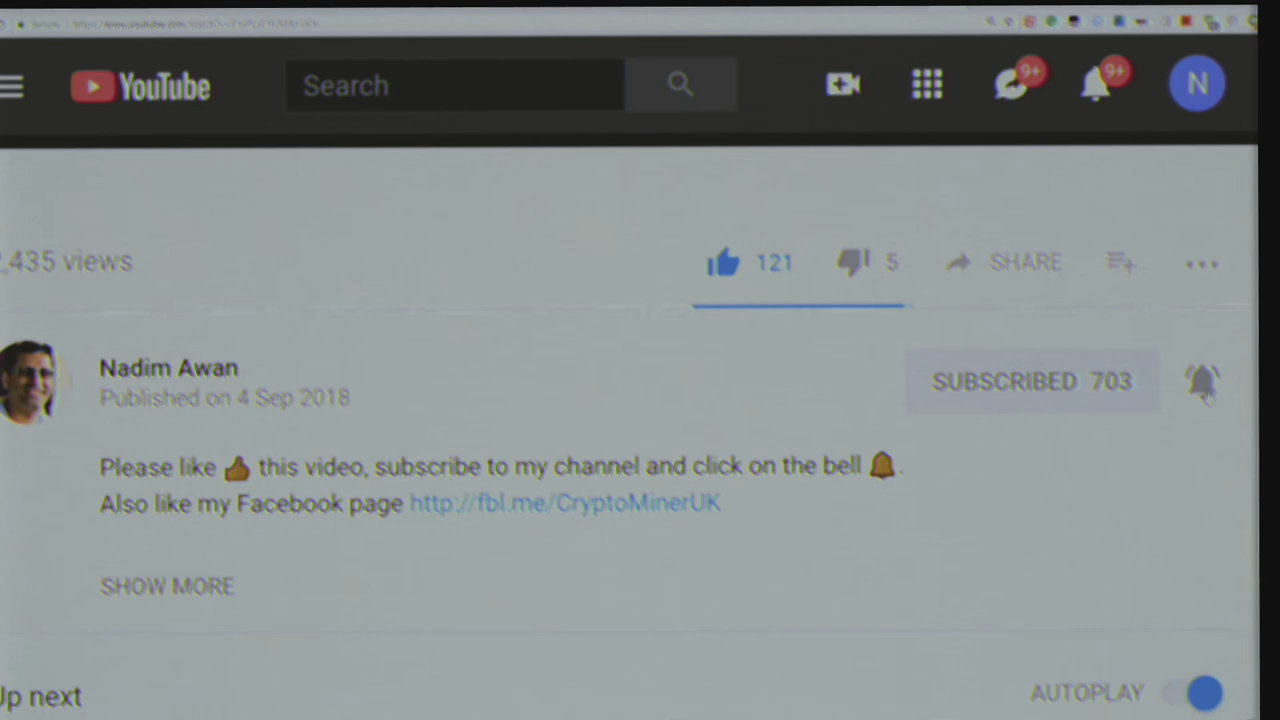 YouTube
Search
9+
9+
N
,435 views
121
5
SHARE
Nadim Awan
Published on 4 Sep 2018
SUBSCRIBED 703
Please like 👍 this video, subscribe to my channel and click on the bell 🔔.
Also like my Facebook page http://fbl.me/CryptoMinerUK
SHOW MORE
Up next
AUTOPLAY